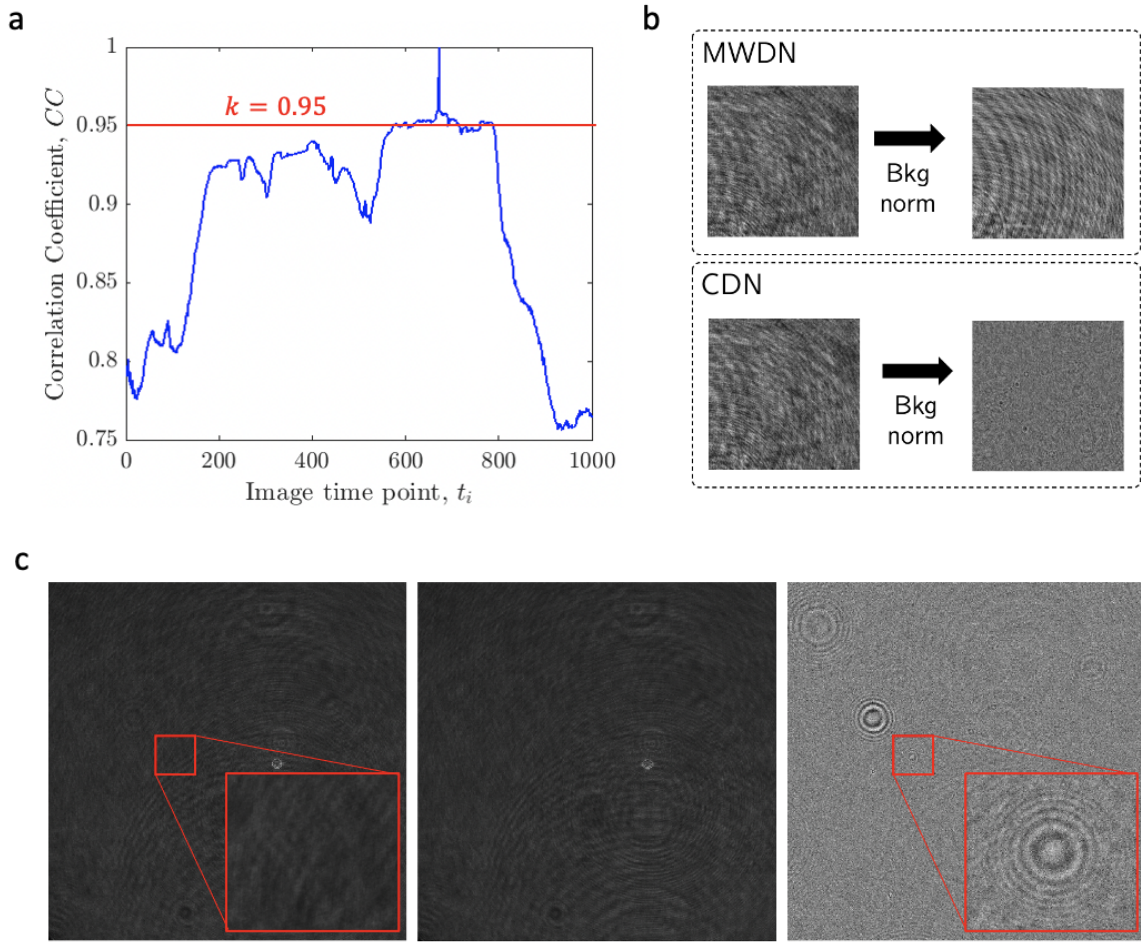 a
Correlation Coefficient, CC
1
0.95
0.9
0.85
0.8
0.75
k = 0.95
0
200
400
600
800
1000
Image time point, tᵢ
b
MWDN
Bkg
norm
CDN
Bkg
norm
c